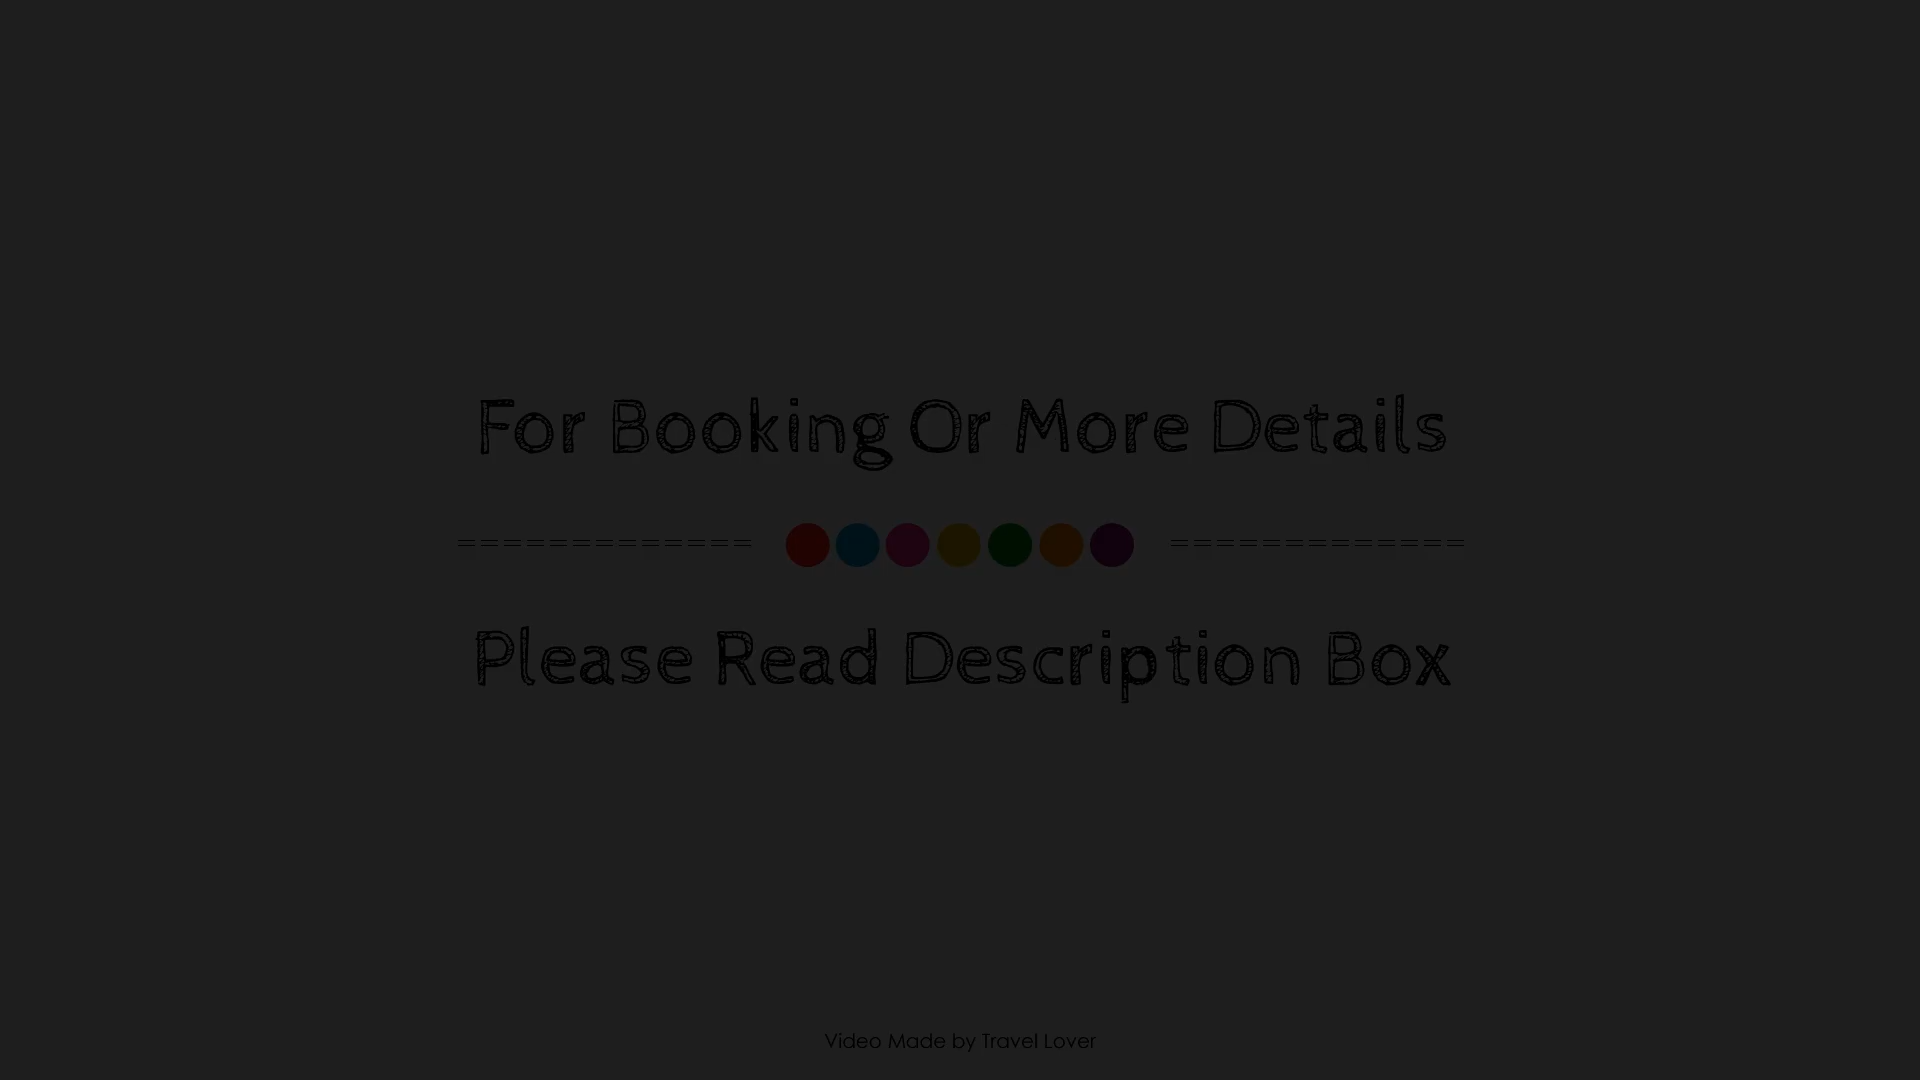 For Booking Or More Details
============= =============
Please Read Description Box
Video Made by Travel Lover